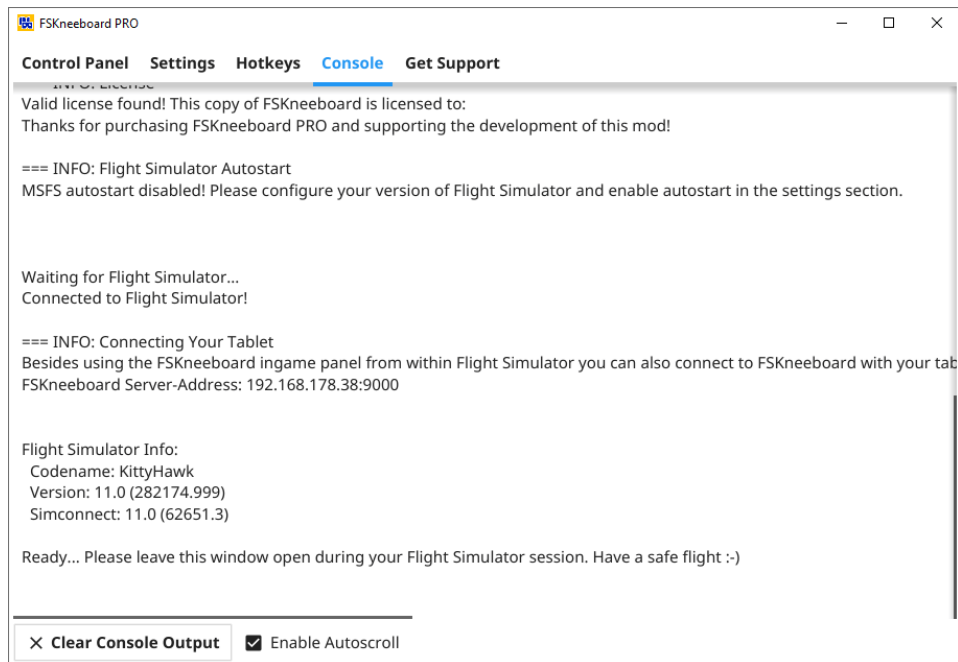 FSKneeboard PRO
Control Panel Settings Hotkeys Console Get Support
=== INFO: License
Valid license found! This copy of FSKneeboard is licensed to:
Thanks for purchasing FSKneeboard PRO and supporting the development of this mod!
=== INFO: Flight Simulator Autostart
MSFS autostart disabled! Please configure your version of Flight Simulator and enable autostart in the settings section.
Waiting for Flight Simulator...
Connected to Flight Simulator!
=== INFO: Connecting Your Tablet
Besides using the FSKneeboard ingame panel from within Flight Simulator you can also connect to FSKneeboard with your tab
FSKneeboard Server-Address: 192.168.178.38:9000
Flight Simulator Info:
Codename: KittyHawk
Version: 11.0 (282174.999)
Simconnect: 11.0 (62651.3)
Ready... Please leave this window open during your Flight Simulator session. Have a safe flight :-)
Clear Console Output Enable Autoscroll